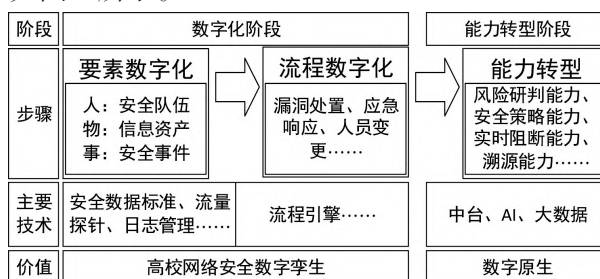 阶段 数字化阶段 能力转型阶段
步骤
要素数字化
人：安全队伍
物：信息资产
事：安全事件
流程数字化
漏洞处置、应急
响应、人员变
更……
能力转型
风险研判能力、
安全策略能力、
实时阻断能力、
溯源能力……
主要
技术
安全数据标准、流量
探针、日志管理……
流程引擎……
中台、AI、大数据
价值 高校网络安全数字孪生 数字原生